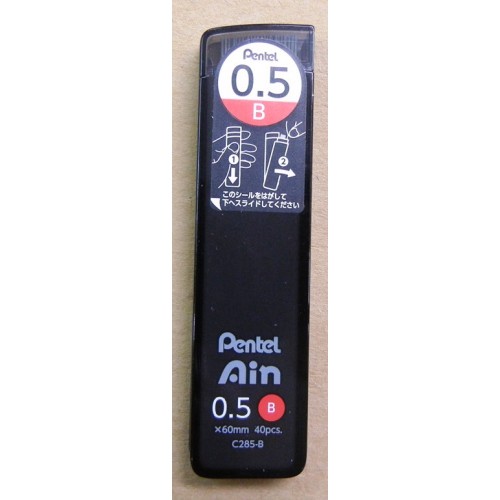 Pentel
0.5
B
1
2
このシールをはがして
下へスライドしてください
Pentel
Ain
0.5 B
×60mm 40pcs.
C285-B